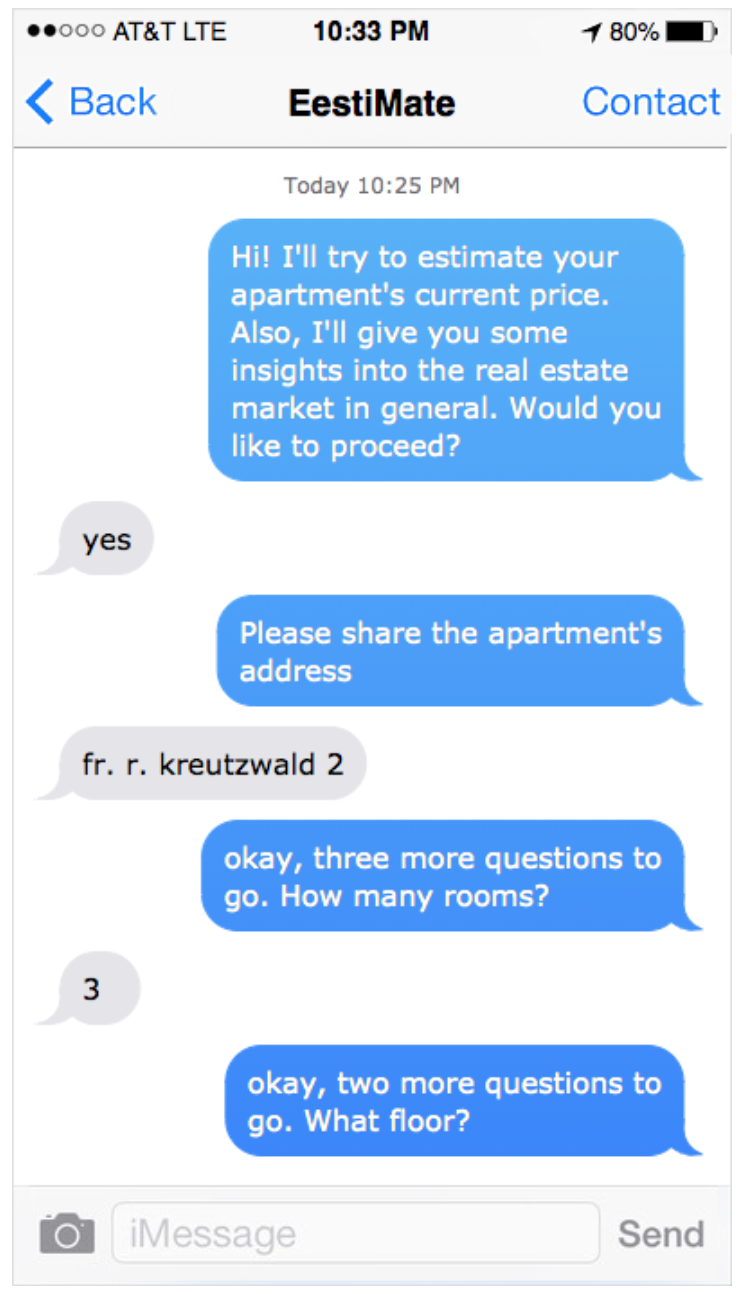 AT&T LTE 10:33 PM 80%
Back EestiMate Contact
Today 10:25 PM
Hi! I'll try to estimate your
apartment's current price.
Also, I'll give you some
insights into the real estate
market in general. Would you
like to proceed?
yes
Please share the apartment's
address
fr. r. kreutzwald 2
okay, three more questions to
go. How many rooms?
3
okay, two more questions to
go. What floor?
iMessage Send